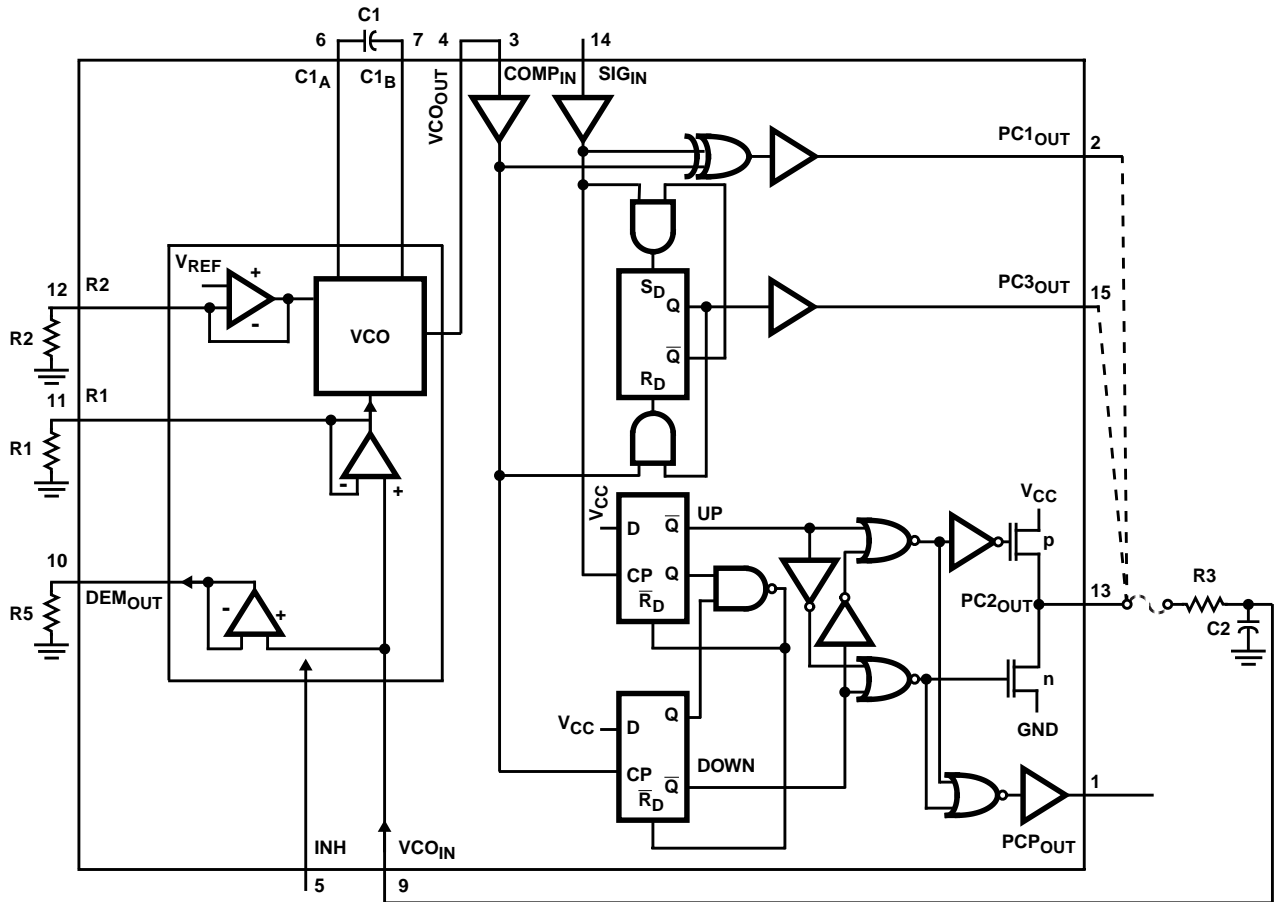 C1
6 7 4 3 14
C1A C1B VCOOUT COMPIN SIGIN
PC1OUT 2
VREF
+
-
12 R2
R2
VCO
SD
Q
Q
RD
PC3OUT 15
11 R1
R1
-
+
VCC
D
Q
UP
CP
Q
RD
VCC
p
10
DEMOUT
R5
-
+
PC2OUT 13
R3
C2
n
GND
VCC
D
Q
CP
Q
RD
DOWN
1
PCPOUT
INH
VCOIN
5
9